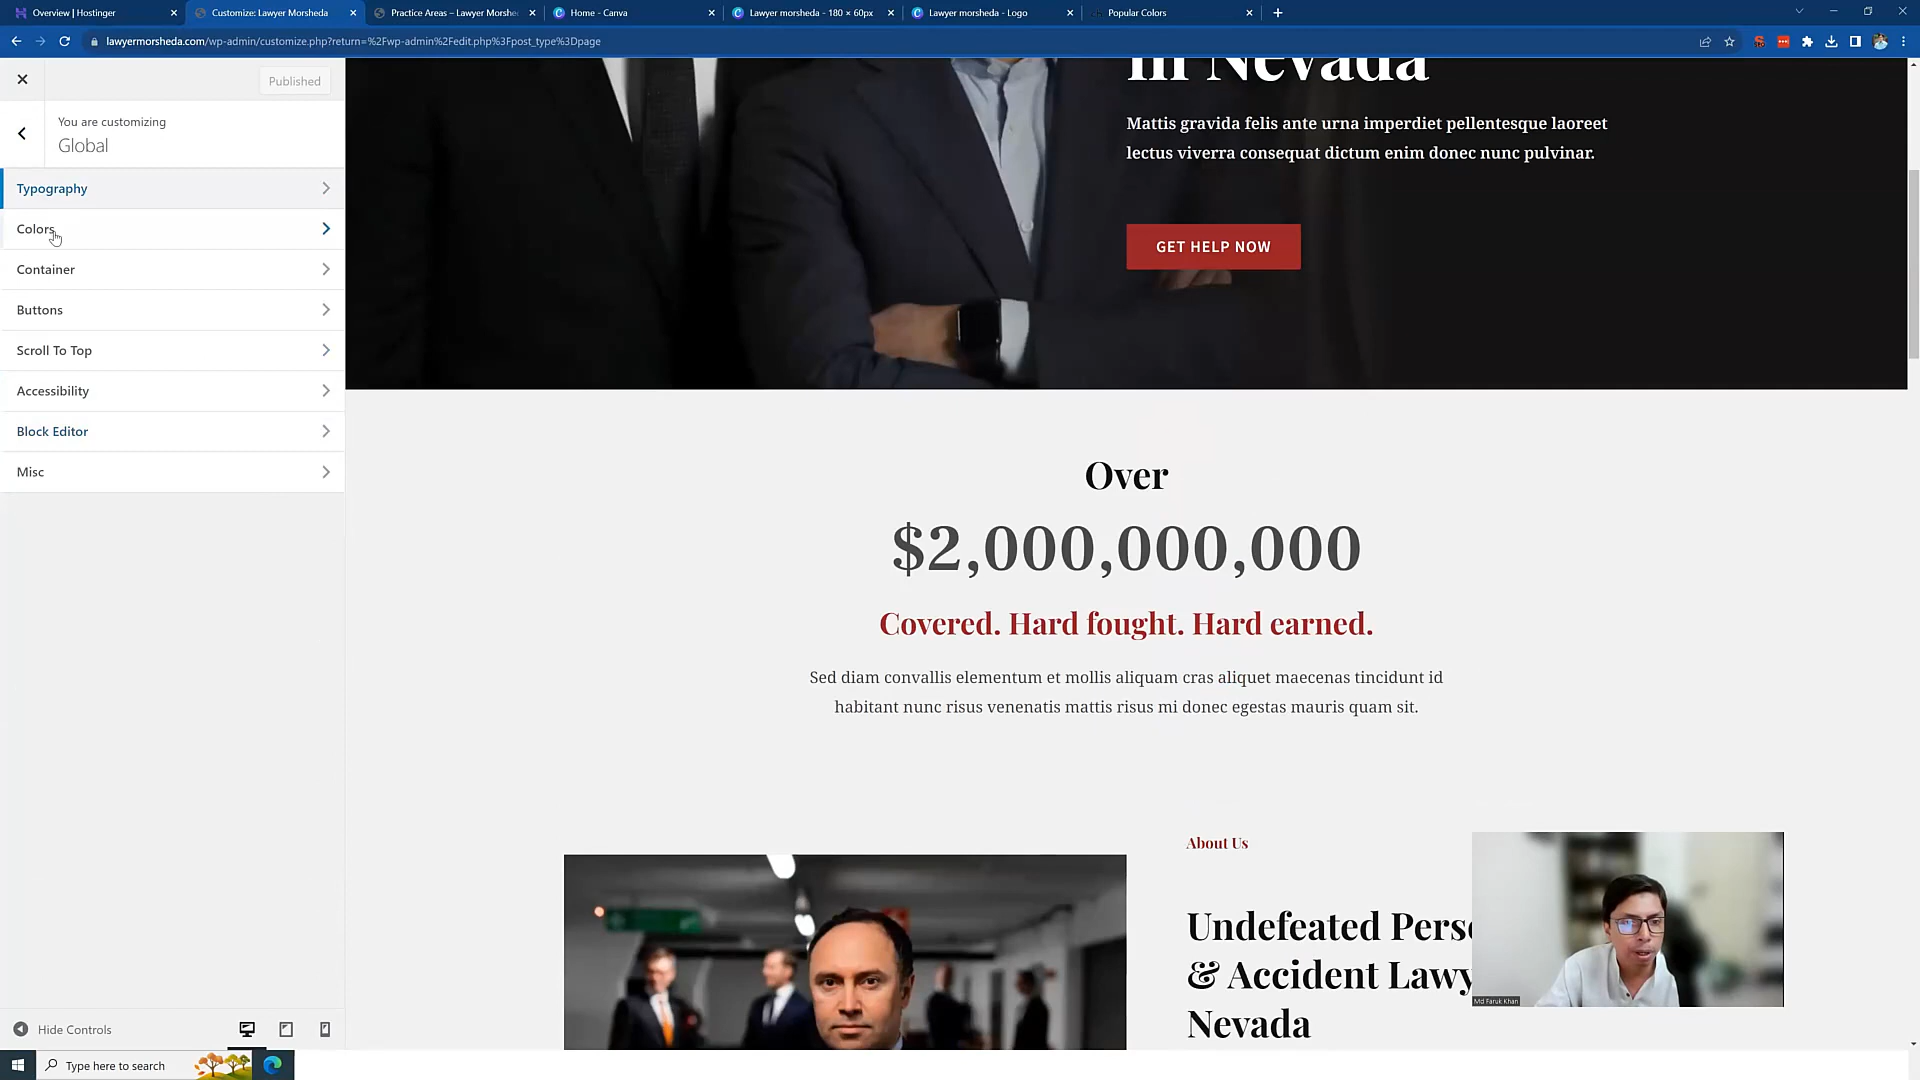 Overview | Hostinger
Customize: Lawyer Morsheda
Practice Areas – Lawyer Morshe
Home - Canva
Lawyer morsheda - 180 × 60px
Lawyer morsheda - Logo
Popular Colors
lawyermorsheda.com/wp-admin/customize.php?return=%2Fwp-admin%2Fedit.php%3Fpost_type%3Dpage
Published
You are customizing
Global
Typography
Colors
Container
Buttons
Scroll To Top
Accessibility
Block Editor
Misc
Hide Controls
in Nevada
Mattis gravida felis ante urna imperdiet pellentesque laoreet
lectus viverra consequat dictum enim donec nunc pulvinar.
GET HELP NOW
Over
$2,000,000,000
Covered. Hard fought. Hard earned.
Sed diam convallis elementum et mollis aliquam cras aliquet maecenas tincidunt id
habitant nunc risus venenatis mattis risus mi donec egestas mauris quam sit.
About Us
Undefeated Perso
& Accident Lawy
Nevada
Md Faruk Khan
Type here to search